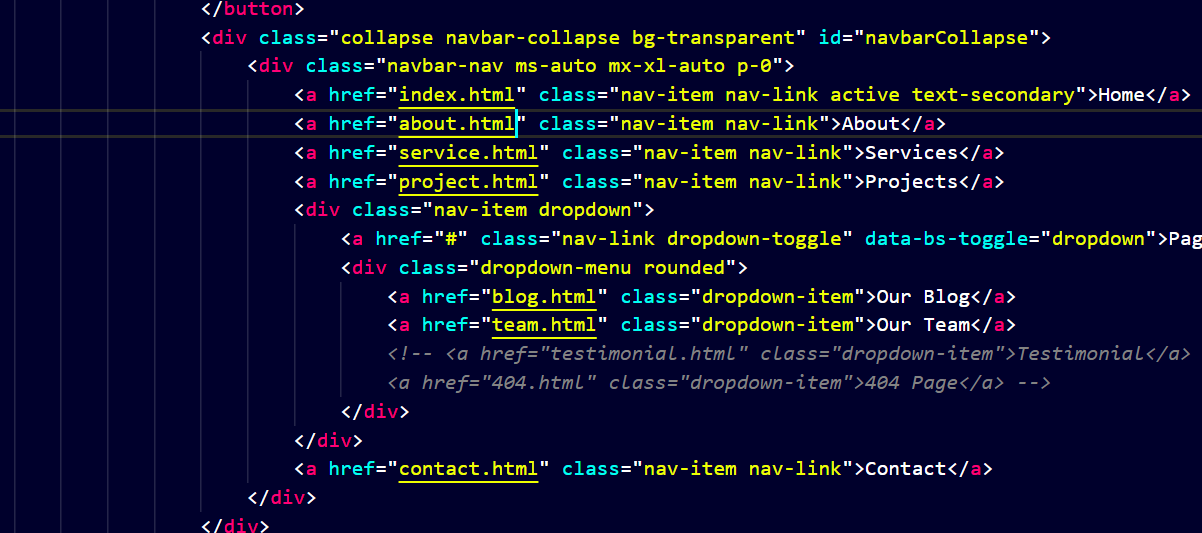 </button>
<div class="collapse navbar-collapse bg-transparent" id="navbarCollapse">
<div class="navbar-nav ms-auto mx-xl-auto p-0">
<a href="index.html" class="nav-item nav-link active text-secondary">Home</a>
<a href="about.html" class="nav-item nav-link">About</a>
<a href="service.html" class="nav-item nav-link">Services</a>
<a href="project.html" class="nav-item nav-link">Projects</a>
<div class="nav-item dropdown">
<a href="#" class="nav-link dropdown-toggle" data-bs-toggle="dropdown">Pag
<div class="dropdown-menu rounded">
<a href="blog.html" class="dropdown-item">Our Blog</a>
<a href="team.html" class="dropdown-item">Our Team</a>
<!-- <a href="testimonial.html" class="dropdown-item">Testimonial</a>
<a href="404.html" class="dropdown-item">404 Page</a> -->
</div>
</div>
<a href="contact.html" class="nav-item nav-link">Contact</a>
</div>
</div>